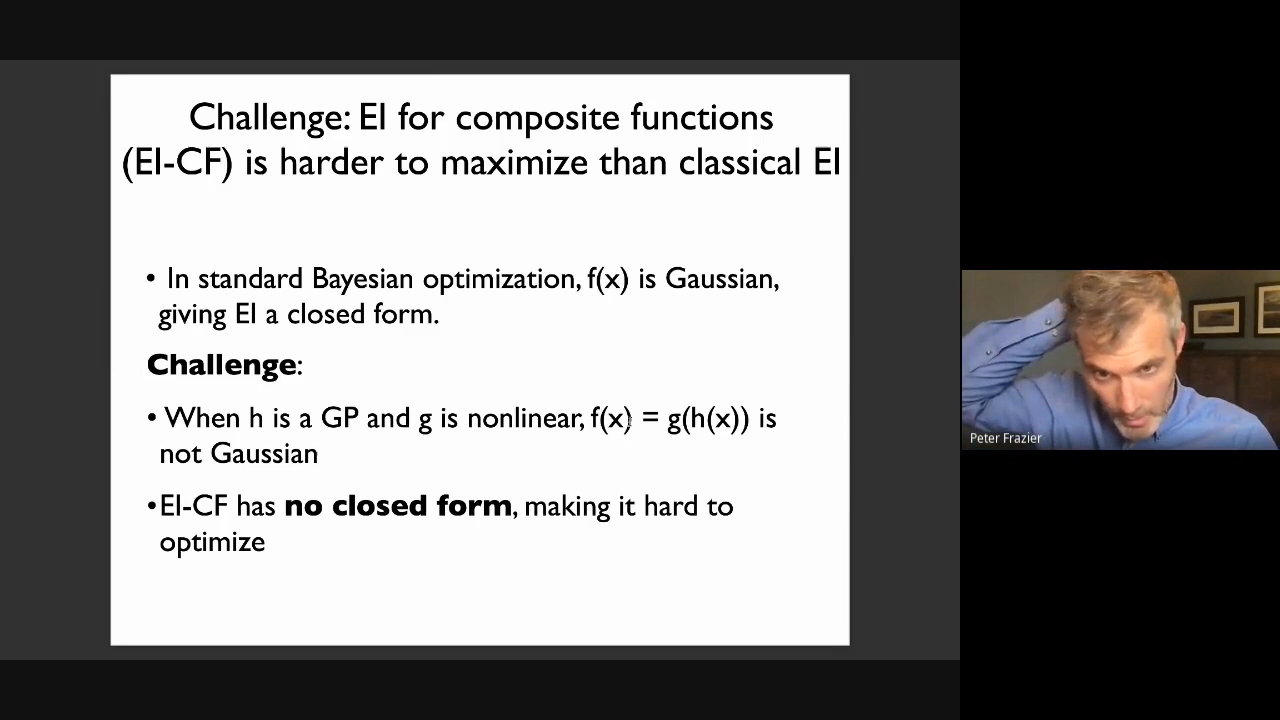 Challenge: EI for composite functions
(EI-CF) is harder to maximize than classical EI
• In standard Bayesian optimization, f(x) is Gaussian,
giving EI a closed form.
Challenge:
• When h is a GP and g is nonlinear, f(x) = g(h(x)) is
not Gaussian
•EI-CF has no closed form, making it hard to
optimize
Peter Frazier